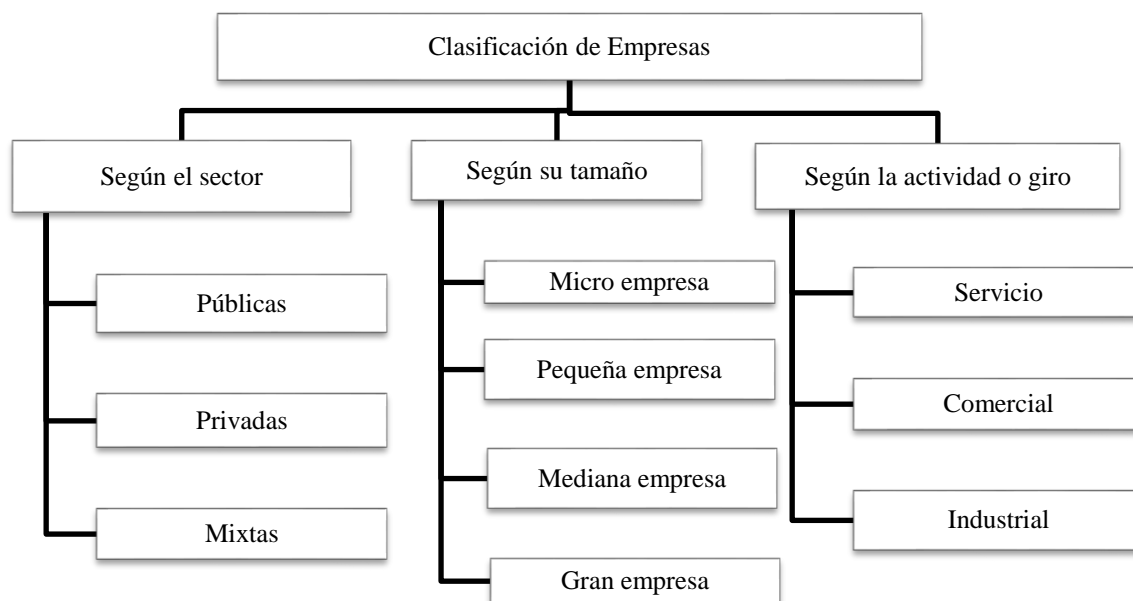 Clasificación de Empresas
Según el sector
Públicas
Privadas
Mixtas
Según su tamaño
Micro empresa
Pequeña empresa
Mediana empresa
Gran empresa
Según la actividad o giro
Servicio
Comercial
Industrial